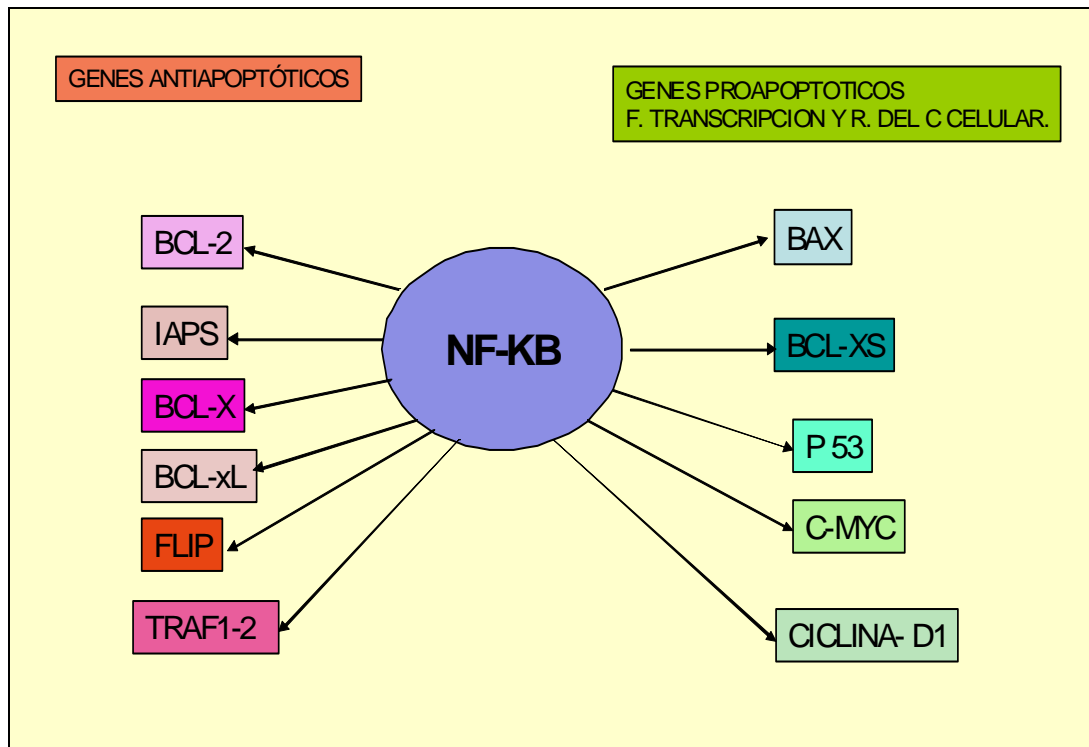 GENES ANTIAPOPTÓTICOS
GENES PROAPOPTOTICOS
F. TRANSCRIPCION Y R. DEL C CELULAR.
BCL-2
IAPS
BCL-X
BCL-xL
FLIP
TRAF1-2
NF-KB
BAX
BCL-XS
P 53
C-MYC
CICLINA- D1